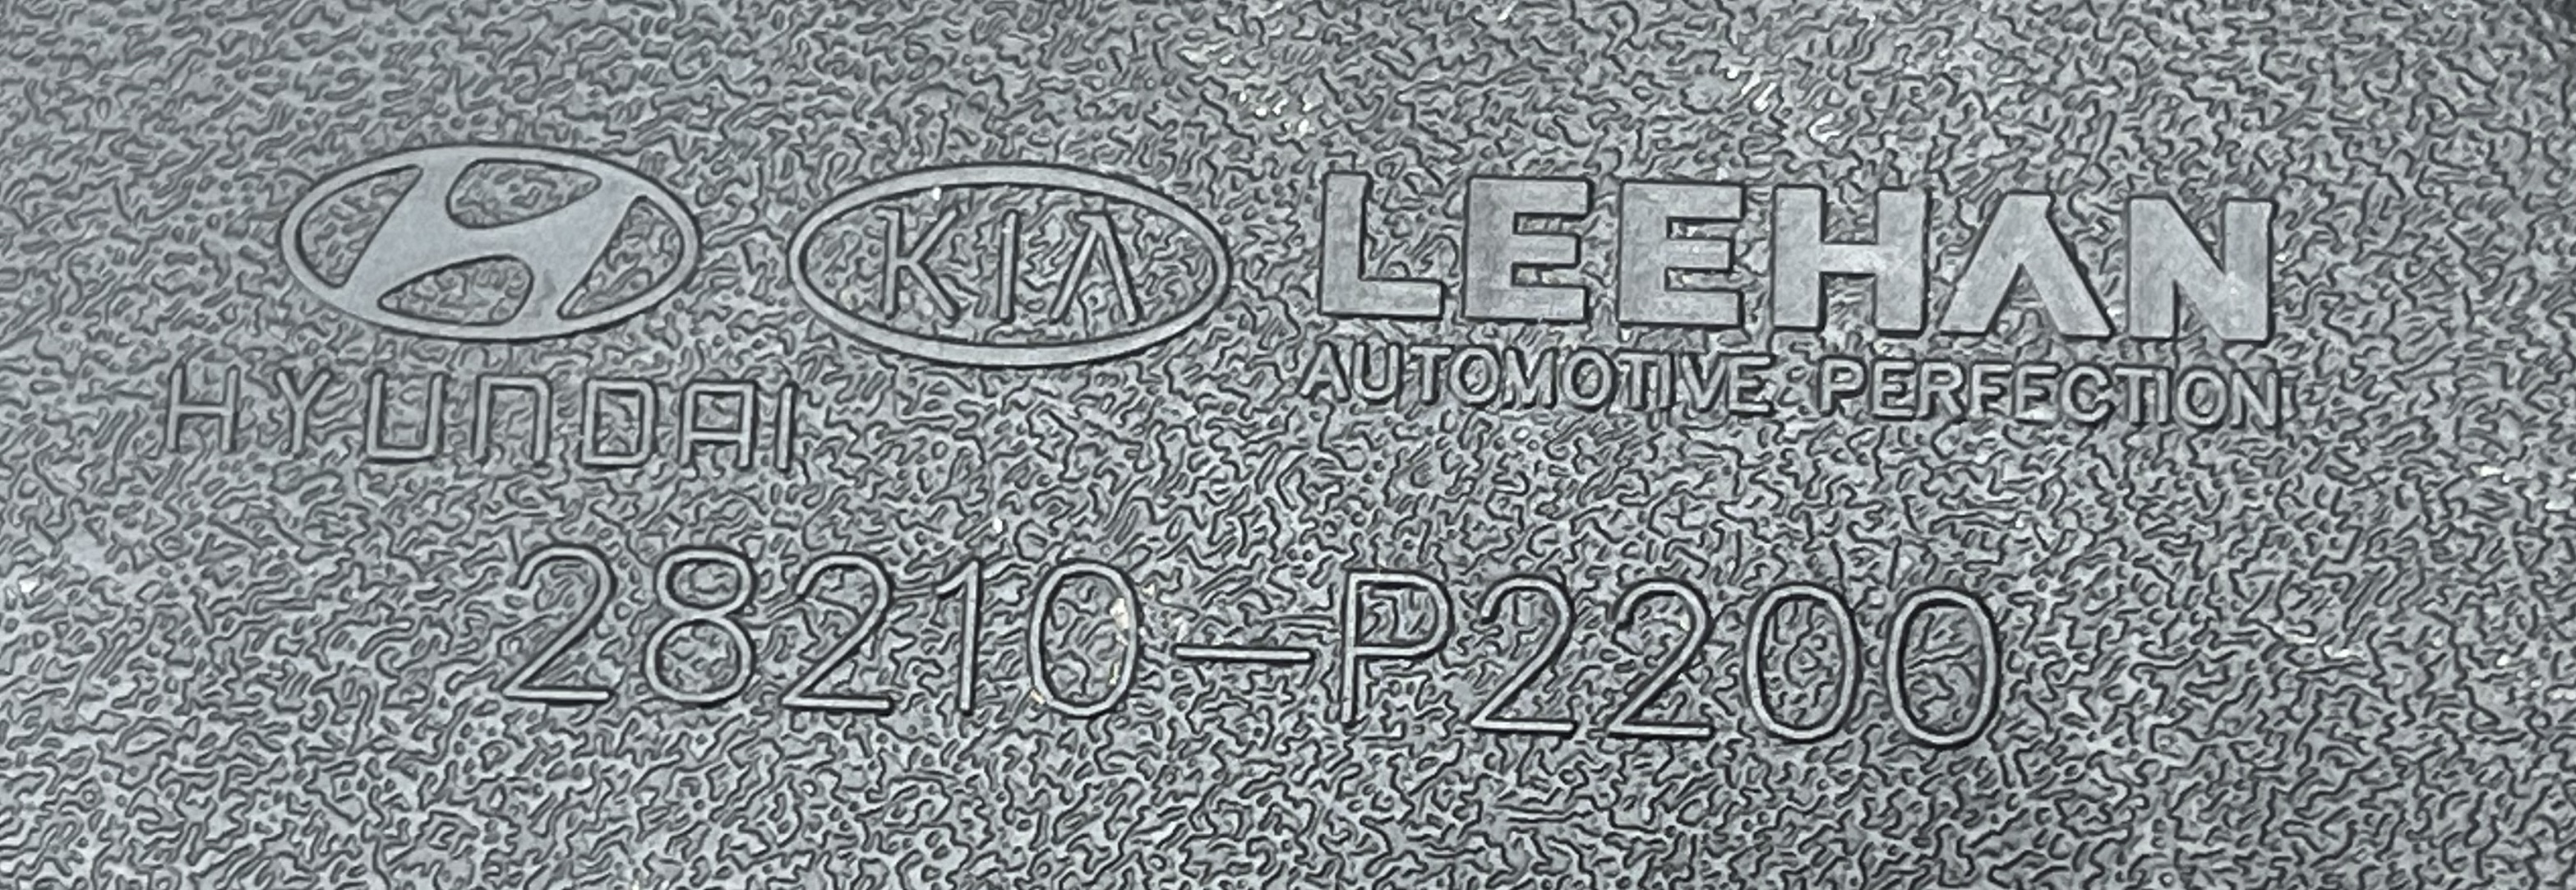 KIA LEEHAN
AUTOMOTIVE PERFECTION
HYUNDAI
28210-P2200